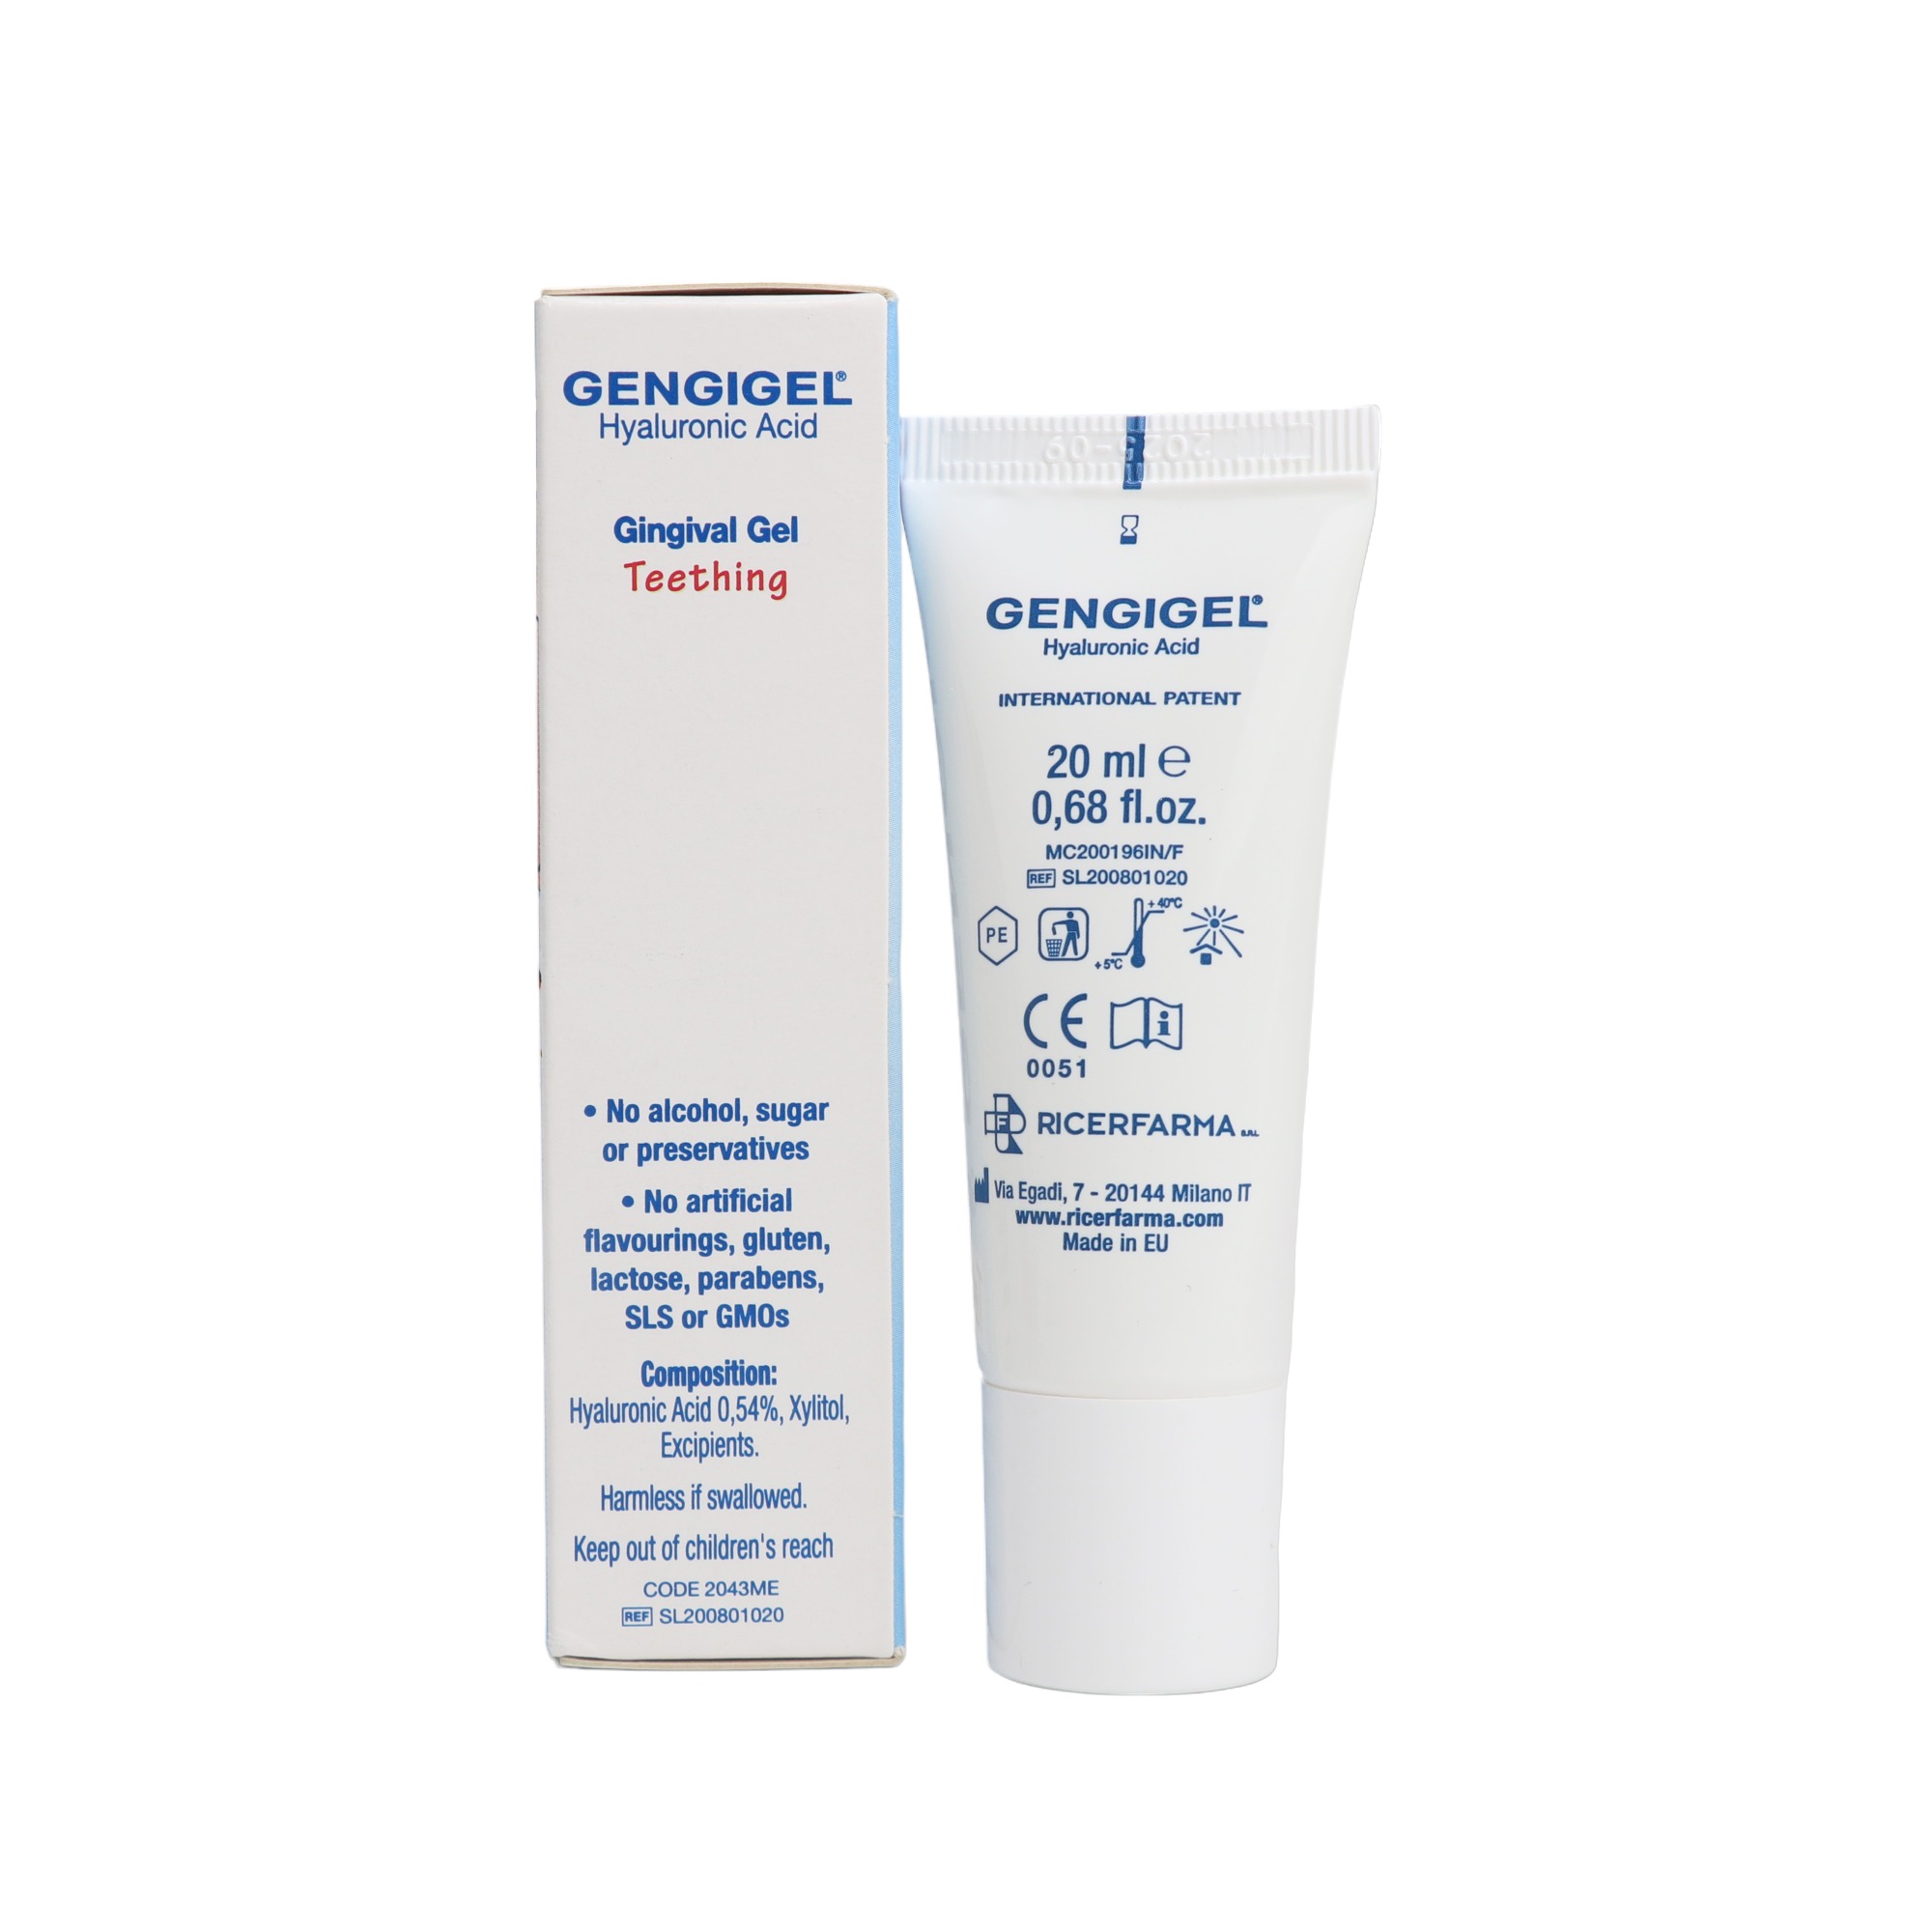 GENGIGEL®
Hyaluronic Acid
Gingival Gel
Teething
• No alcohol, sugar
or preservatives
• No artificial
flavourings, gluten,
lactose, parabens,
SLS or GMOs
Composition:
Hyaluronic Acid 0,54%, Xylitol,
Excipients.
Harmless if swallowed.
Keep out of children's reach
CODE 2043ME
REF SL200801020
2025-09
GENGIGEL®
Hyaluronic Acid
INTERNATIONAL PATENT
20 ml ℮
0,68 fl.oz.
MC200196IN/F
REF SL200801020
PE
+40°C
+5°C
CE
0051
i
RICERFARMA S.R.L.
Via Egadi, 7 - 20144 Milano IT
www.ricerfarma.com
Made in EU